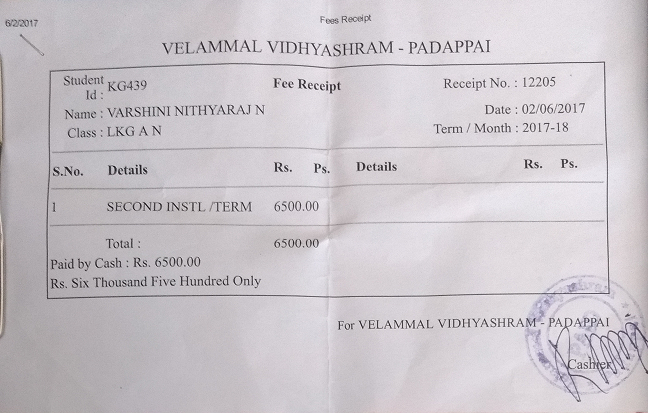 6/2/2017
Fees Receipt
VELAMMAL VIDHYASHRAM - PADAPPAI
Student Id : KG439
Fee Receipt
Receipt No. : 12205
Name : VARSHINI NITHYARAJ N
Date : 02/06/2017
Class : LKG A N
Term / Month : 2017-18
S.No. Details Rs. Ps. Details Rs. Ps.
1 SECOND INSTL /TERM 6500.00
Total : 6500.00
Paid by Cash : Rs. 6500.00
Rs. Six Thousand Five Hundred Only
For VELAMMAL VIDHYASHRAM - PADAPPAI
Cashier